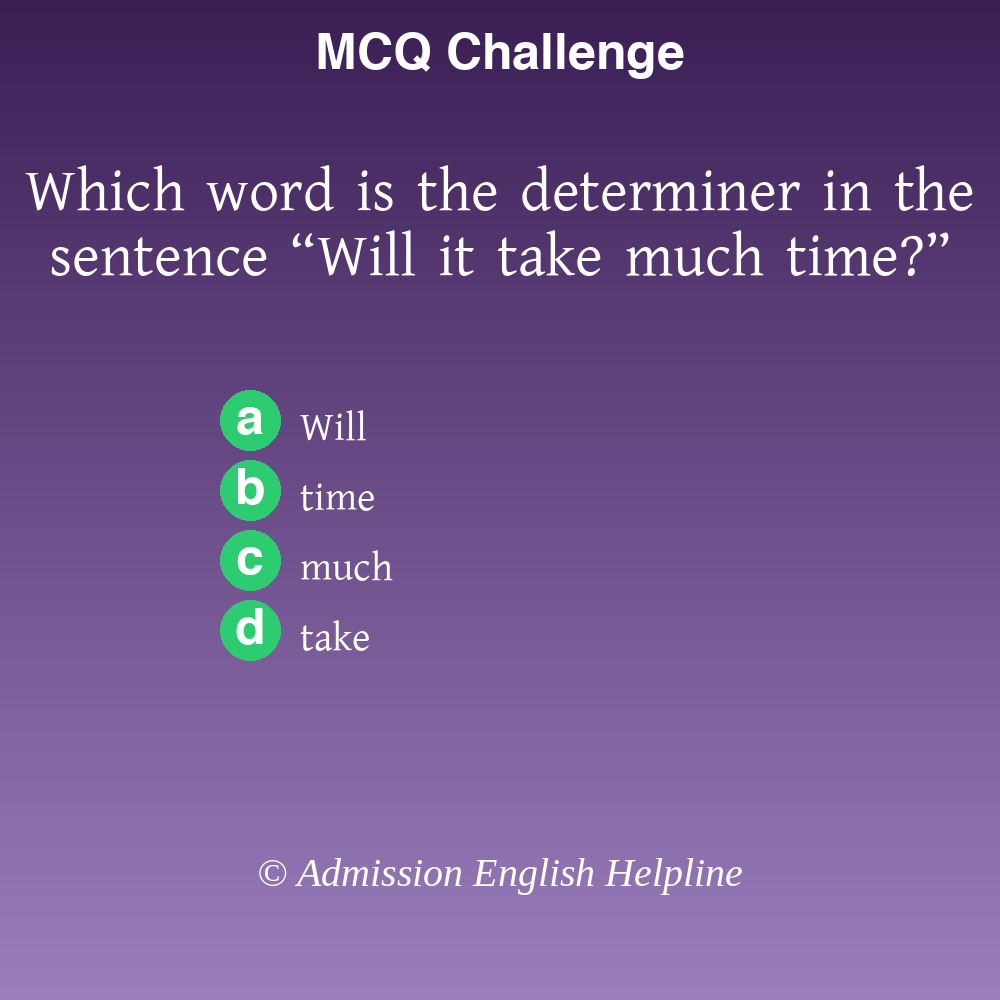 MCQ Challenge
Which word is the determiner in the
sentence “Will it take much time?”
a Will
b time
c much
d take
© Admission English Helpline